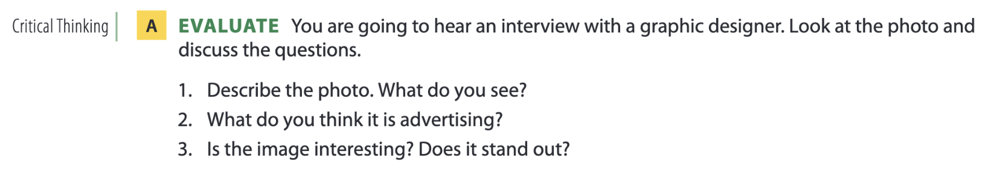 Critical Thinking
A EVALUATE You are going to hear an interview with a graphic designer. Look at the photo and
discuss the questions.
1. Describe the photo. What do you see?
2. What do you think it is advertising?
3. Is the image interesting? Does it stand out?